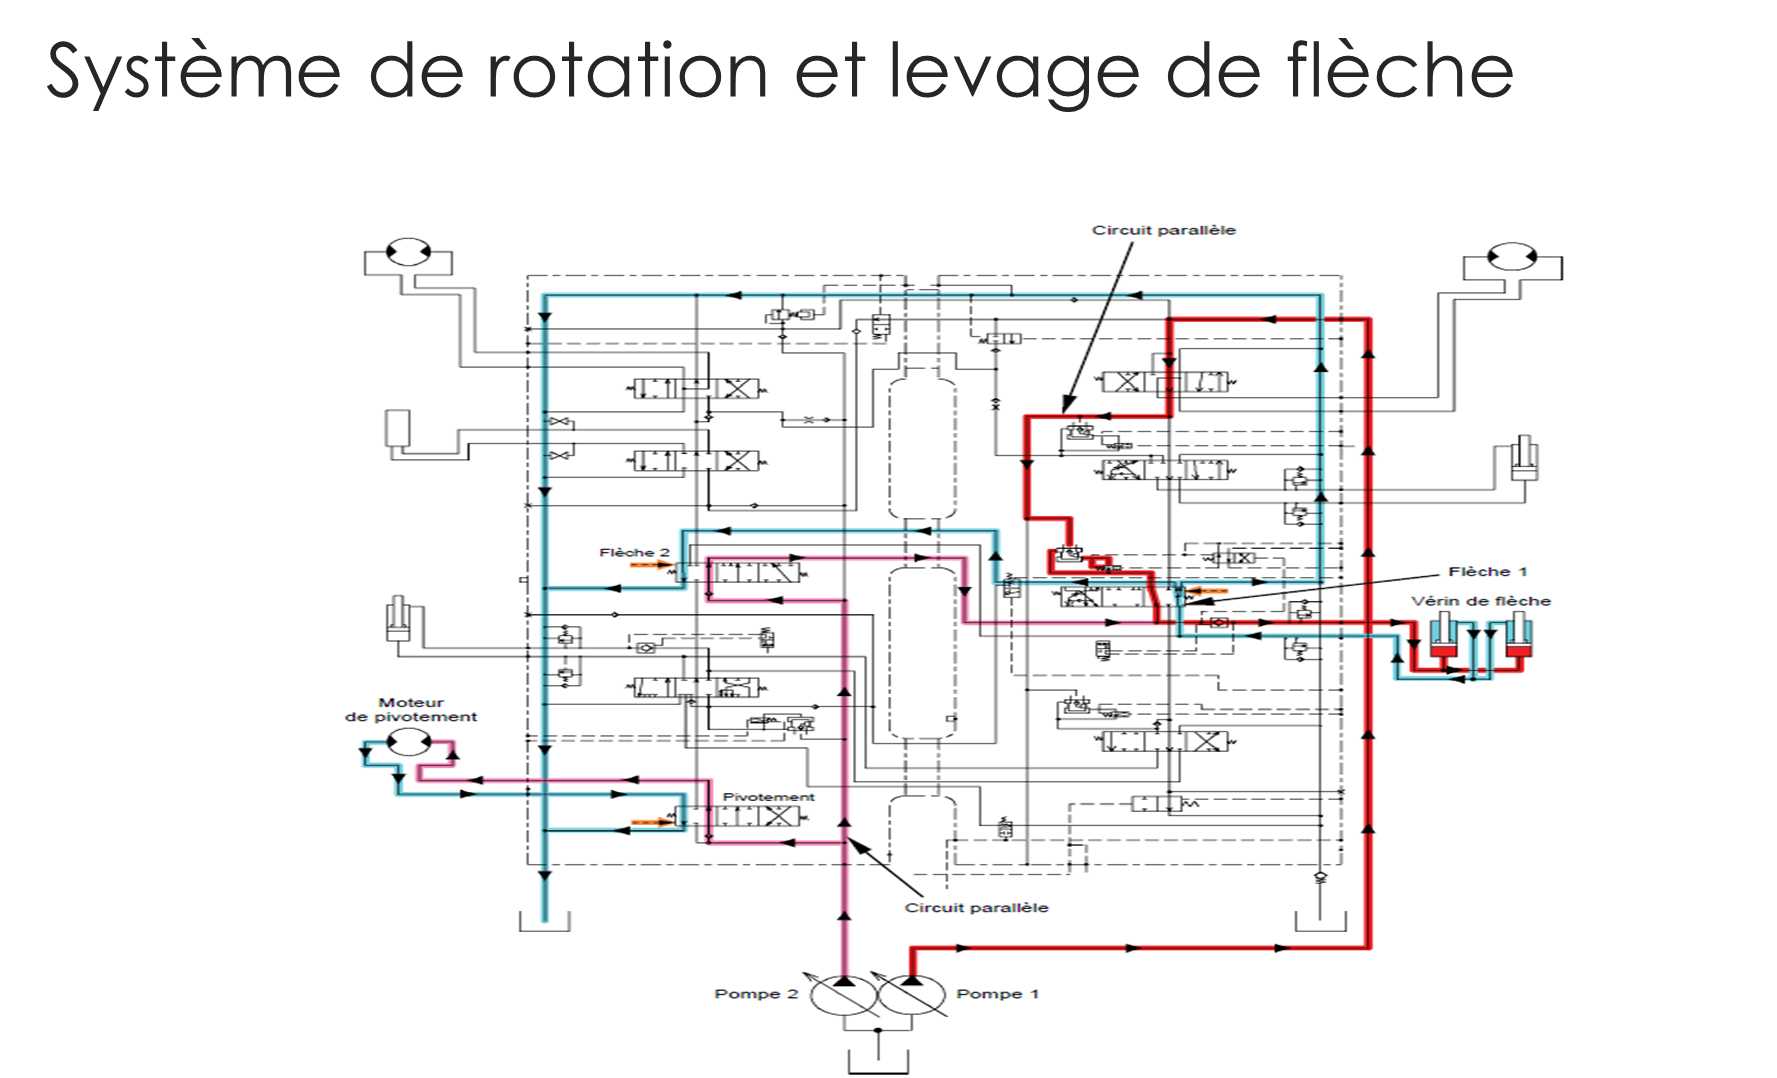 Système de rotation et levage de flèche
Circuit parallèle
Flèche 2
Flèche 1
Vérin de flèche
Moteur
de pivotement
Pivotement
Circuit parallèle
Pompe 2
Pompe 1